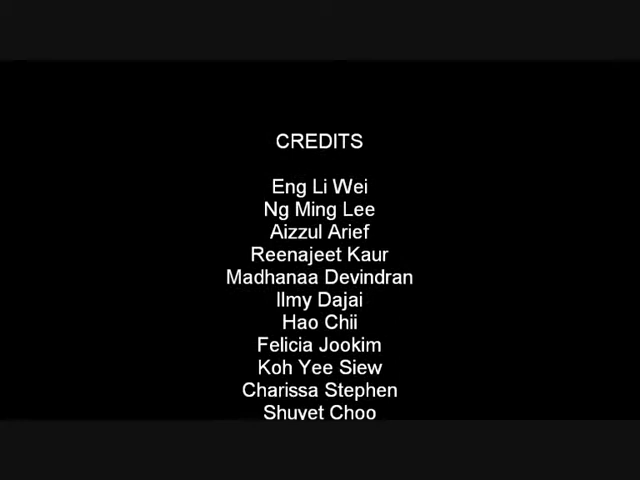 CREDITS
Eng Li Wei
Ng Ming Lee
Aizzul Arief
Reenajeet Kaur
Madhanaa Devindran
Ilmy Dajai
Hao Chii
Felicia Jookim
Koh Yee Siew
Charissa Stephen
Shuyet Choo